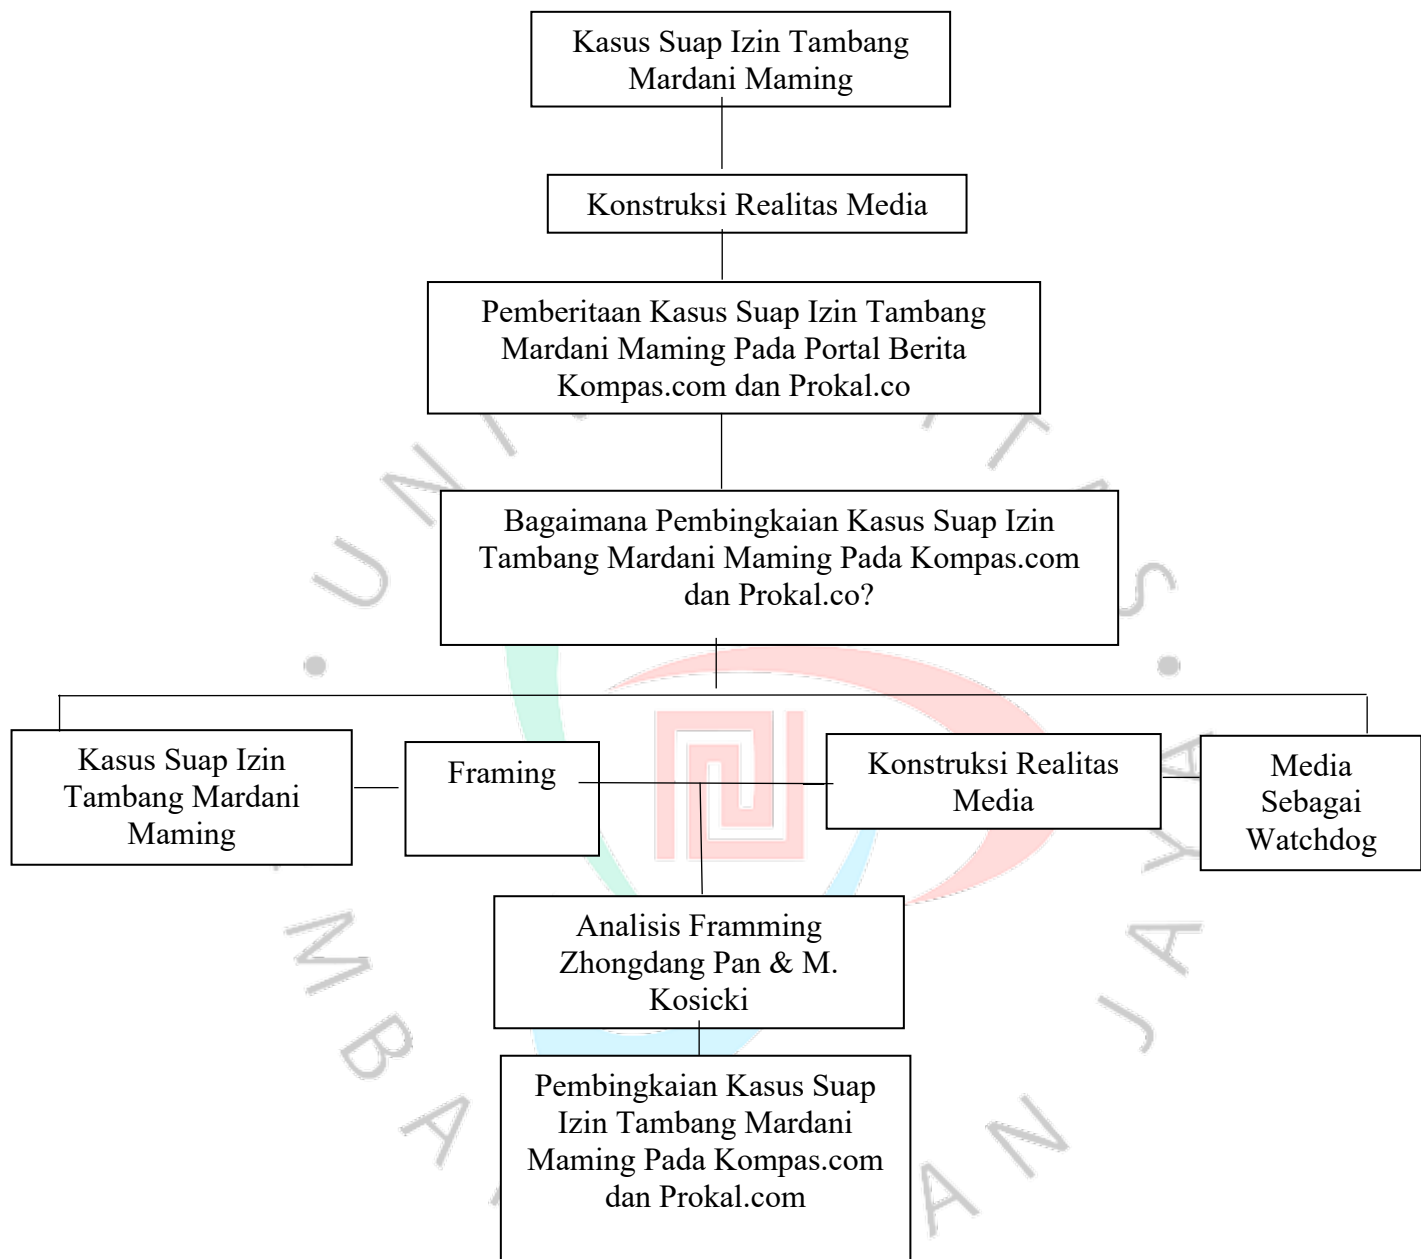 Kasus Suap Izin Tambang
Mardani Maming
Konstruksi Realitas Media
Pemberitaan Kasus Suap Izin Tambang
Mardani Maming Pada Portal Berita
Kompas.com dan Prokal.co
Bagaimana Pembingkaian Kasus Suap Izin
Tambang Mardani Maming Pada Kompas.com
dan Prokal.co?
Kasus Suap Izin
Tambang Mardani
Maming
Framing
Konstruksi Realitas
Media
Media
Sebagai
Watchdog
Analisis Framming
Zhongdang Pan & M.
Kosicki
Pembingkaian Kasus Suap
Izin Tambang Mardani
Maming Pada Kompas.com
dan Prokal.com